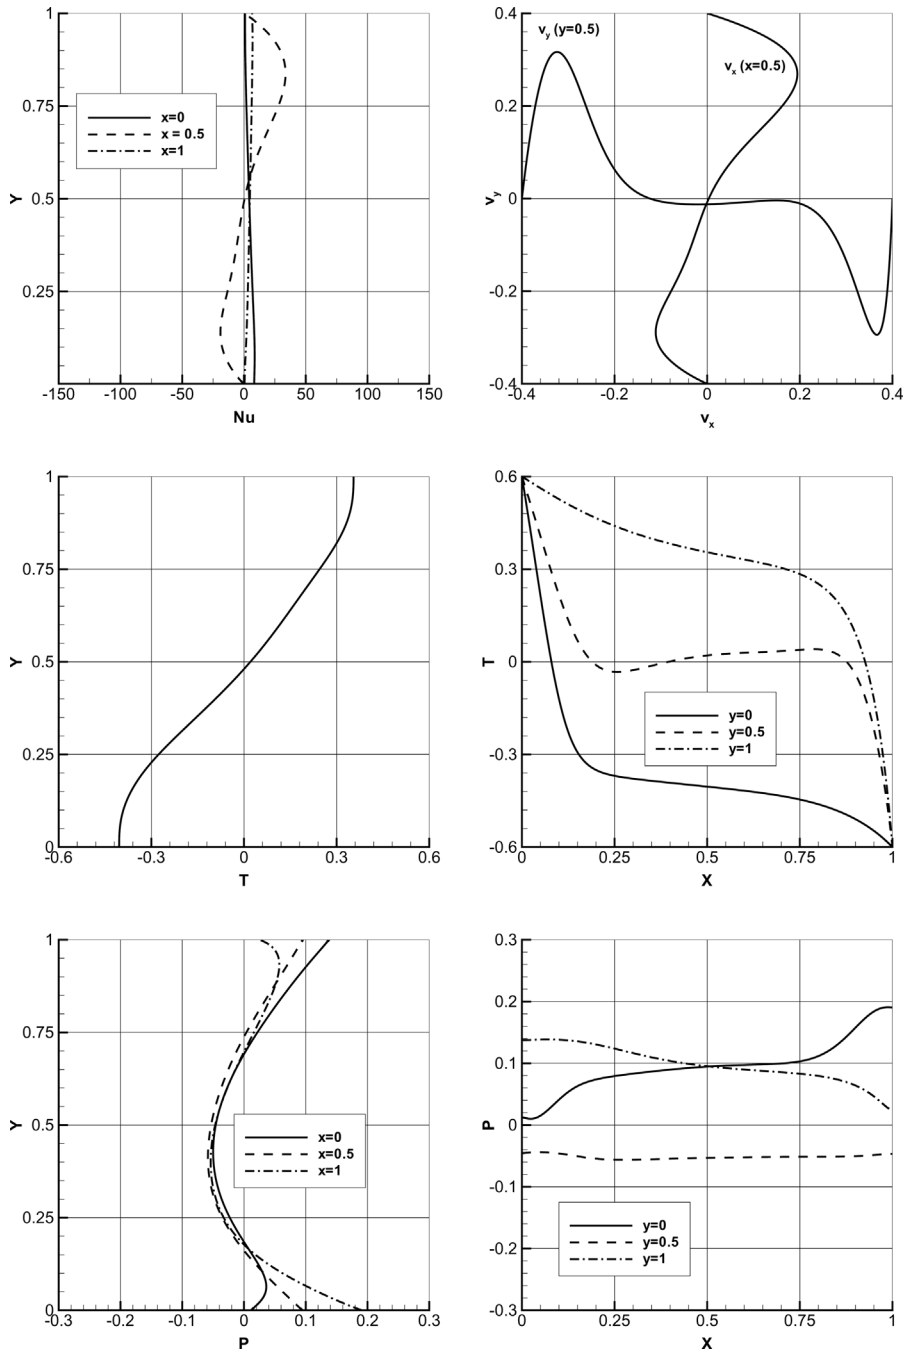 1
0.75
0.5
0.25
0
Y
x=0
x = 0.5
x=1
-150
-100
-50
0
50
100
150
Nu
0.4
0.2
0
-0.2
-0.4
v_y
v_y (y=0.5)
v_x (x=0.5)
-0.4
-0.2
0
0.2
0.4
v_x
1
0.75
0.5
0.25
0
Y
-0.6
-0.3
0
0.3
0.6
T
0.6
0.3
0
-0.3
-0.6
T
y=0
y=0.5
y=1
0
0.25
0.5
0.75
1
X
1
0.75
0.5
0.25
0
Y
x=0
x=0.5
x=1
-0.3
-0.2
-0.1
0
0.1
0.2
0.3
P
0.3
0.2
0.1
0
-0.1
-0.2
-0.3
P
y=0
y=0.5
y=1
0
0.25
0.5
0.75
1
X